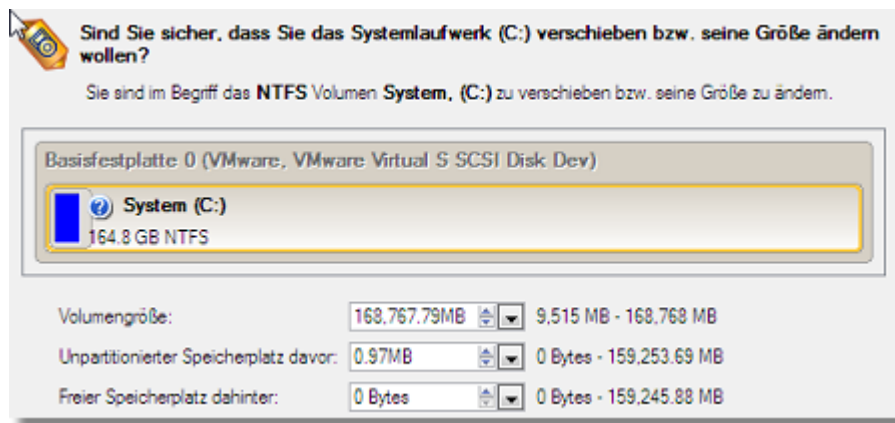 Sind Sie sicher, dass Sie das Systemlaufwerk (C:) verschieben bzw. seine Größe ändern
wollen?
Sie sind im Begriff das NTFS Volumen System, (C:) zu verschieben bzw. seine Größe zu ändern.
Basisfestplatte 0 (VMware, VMware Virtual S SCSI Disk Dev)
System (C:)
164.8 GB NTFS
Volumengröße: 168,767.79MB 9,515 MB - 168,768 MB
Unpartitionierter Speicherplatz davor: 0.97MB 0 Bytes - 159,253.69 MB
Freier Speicherplatz dahinter: 0 Bytes 0 Bytes - 159,245.88 MB